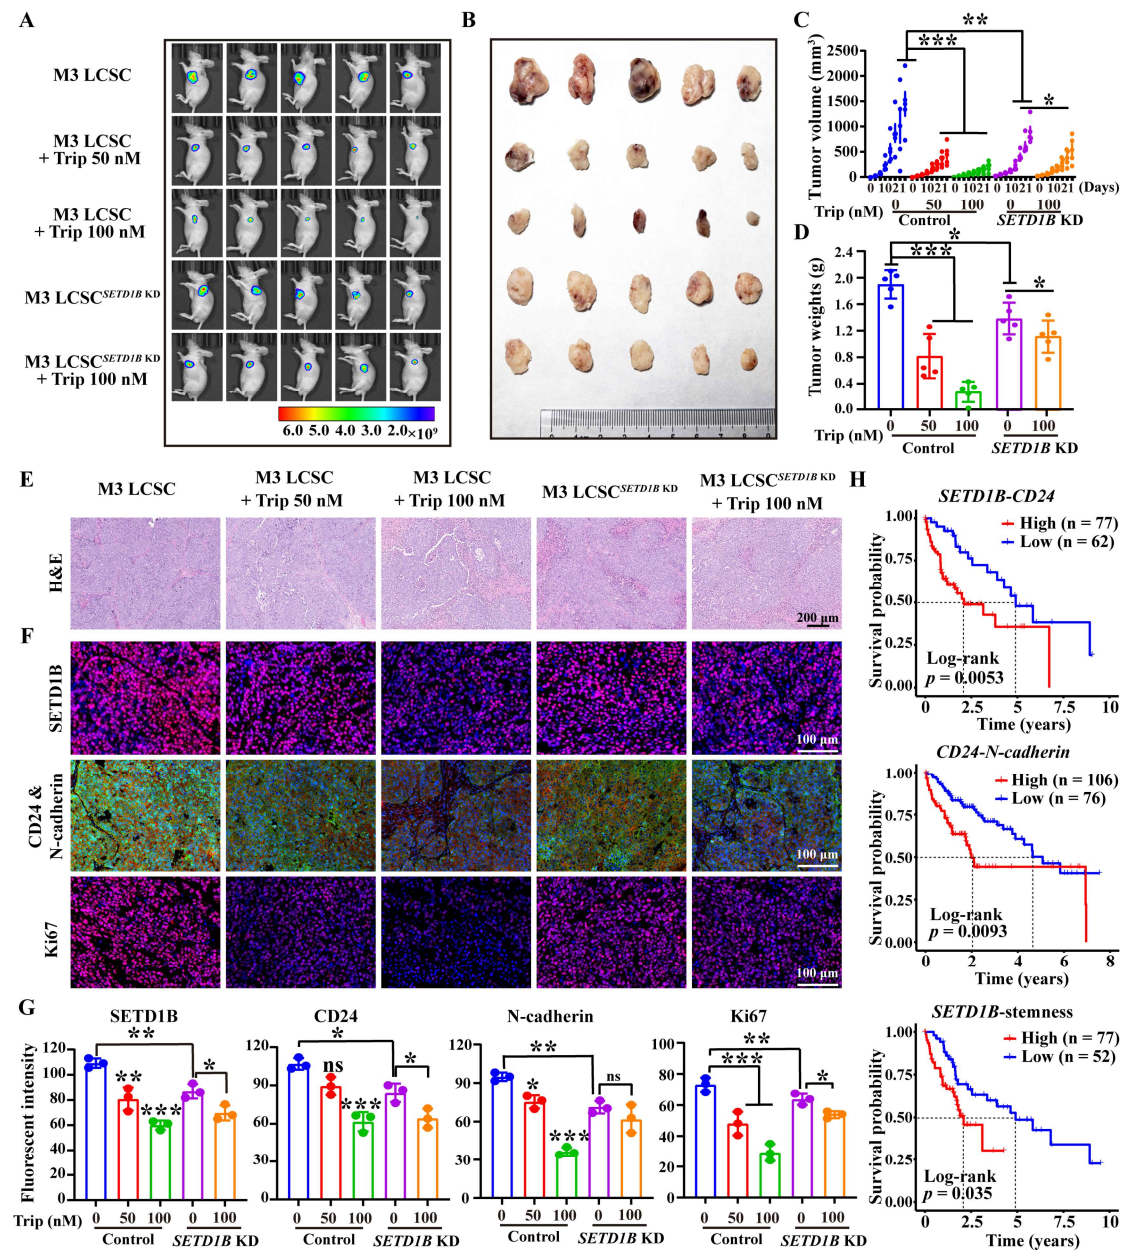 A
M3 LCSC
M3 LCSC
+ Trip 50 nM
M3 LCSC
+ Trip 100 nM
M3 LCSC SETD1B KD
M3 LCSC SETD1B KD
+ Trip 100 nM
6.0 5.0 4.0 3.0 2.0 ×10⁹
B
C
Tumor volume (mm³)
2500
2000
1500
1000
500
0
** 
***
*
0 1021 0 1021 0 1021 0 1021 0 1021 (Days)
Trip (nM) 0 50 100 0 100
Control SETD1B KD
D
Tumor weights (g)
2.4
2.0
1.6
1.2
0.8
0.4
0.0
*
***
*
Trip (nM) 0 50 100 0 100
Control SETD1B KD
E
M3 LCSC
M3 LCSC
+ Trip 50 nM
M3 LCSC
+ Trip 100 nM
M3 LCSC SETD1B KD
M3 LCSC SETD1B KD
+ Trip 100 nM
H&E
200 μm
F
SETD1B
100 μm
CD24 &
N-cadherin
100 μm
Ki67
100 μm
G
Fluorescent intensity
SETD1B
120
100
80
60
40
20
0
**
**
***
*
Trip (nM) 0 50 100 0 100
Control SETD1B KD
CD24
120
90
60
30
0
*
ns
***
*
0 50 100 0 100
Control SETD1B KD
N-cadherin
120
90
60
30
0
**
*
***
ns
0 50 100 0 100
Control SETD1B KD
Ki67
100
80
60
40
20
0
**
***
*
0 50 100 0 100
Control SETD1B KD
H
SETD1B-CD24
Survival probability
1.00
0.75
0.50
0.25
0.00
High (n = 77)
Low (n = 62)
Log-rank
p = 0.0053
0 2.5 5 7.5 10
Time (years)
CD24-N-cadherin
Survival probability
1.00
0.75
0.50
0.25
0.00
High (n = 106)
Low (n = 76)
Log-rank
p = 0.0093
0 2 4 6 8
Time (years)
SETD1B-stemness
Survival probability
1.00
0.75
0.50
0.25
0.00
High (n = 77)
Low (n = 52)
Log-rank
p = 0.035
0 2.5 5 7.5 10
Time (years)